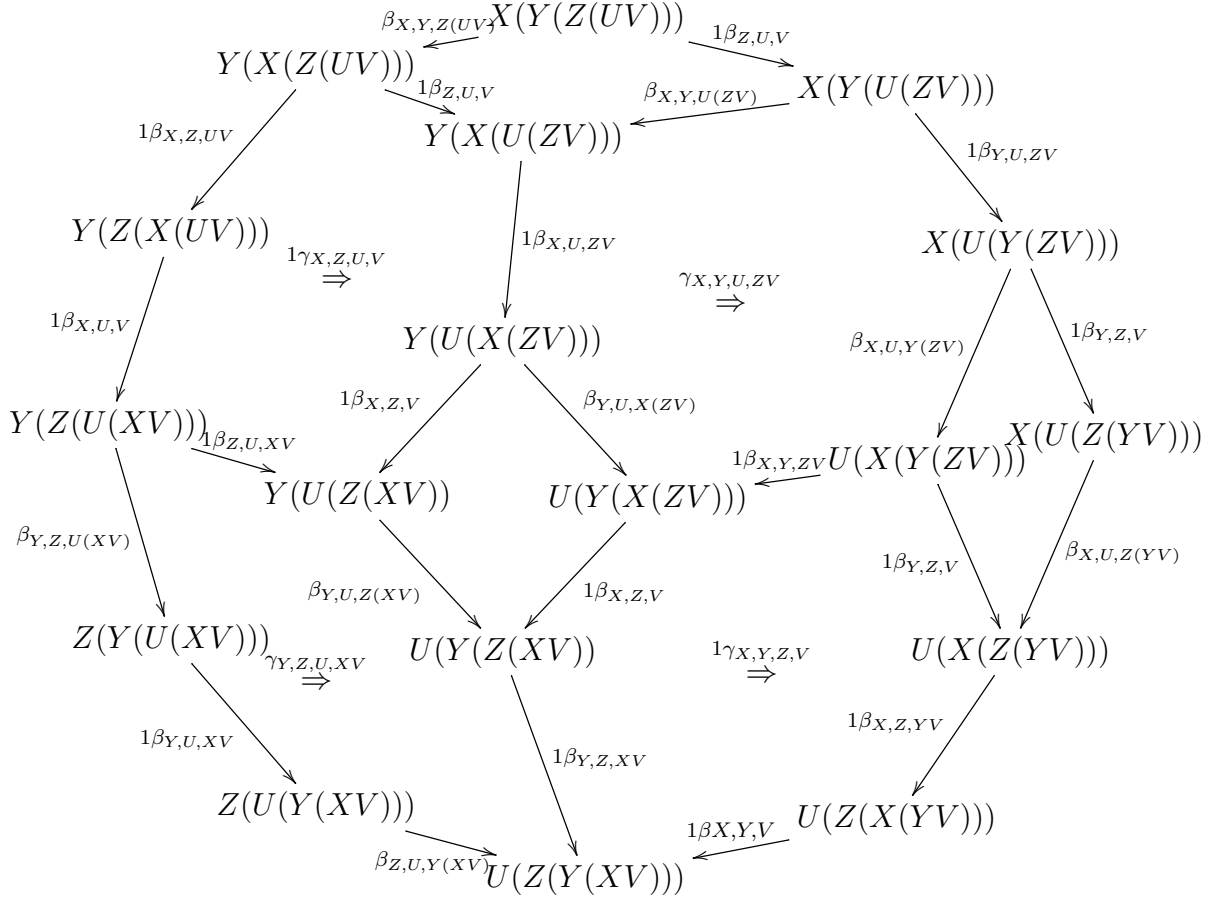 X(Y(Z(UV)))
β_{X,Y,Z(UV)}
1β_{Z,U,V}
Y(X(Z(UV)))
X(Y(U(ZV)))
1β_{Z,U,V}
β_{X,Y,U(ZV)}
Y(X(U(ZV)))
1β_{X,Z,UV}
1β_{Y,U,ZV}
Y(Z(X(UV)))
1β_{X,U,ZV}
X(U(Y(ZV)))
1γ_{X,Z,U,V}
⇒
γ_{X,Y,U,ZV}
⇒
1β_{X,U,V}
Y(U(X(ZV)))
β_{X,U,Y(ZV)}
1β_{Y,Z,V}
1β_{X,Z,V}
β_{Y,U,X(ZV)}
Y(Z(U(XV)))
1β_{Z,U,XV}
1β_{X,Y,ZV}
U(X(Y(ZV)))
X(U(Z(YV)))
Y(U(Z(XV))
U(Y(X(ZV)))
β_{Y,Z,U(XV)}
β_{Y,U,Z(XV)}
1β_{X,Z,V}
1β_{Y,Z,V}
β_{X,U,Z(YV)}
Z(Y(U(XV)))
U(Y(Z(XV))
U(X(Z(YV)))
γ_{Y,Z,U,XV}
⇒
1γ_{X,Y,Z,V}
⇒
1β_{Y,U,XV}
1β_{Y,Z,XV}
1β_{X,Z,YV}
Z(U(Y(XV)))
U(Z(X(YV)))
β_{Z,U,Y(XV)}
1βX,Y,V
U(Z(Y(XV)))